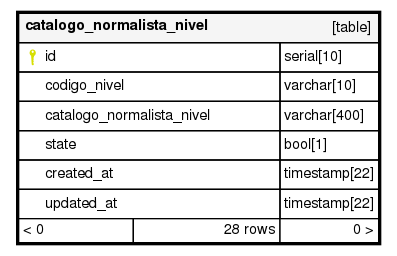 catalogo_normalista_nivel [table]
id serial[10]
codigo_nivel varchar[10]
catalogo_normalista_nivel varchar[400]
state bool[1]
created_at timestamp[22]
updated_at timestamp[22]
< 0 28 rows 0 >